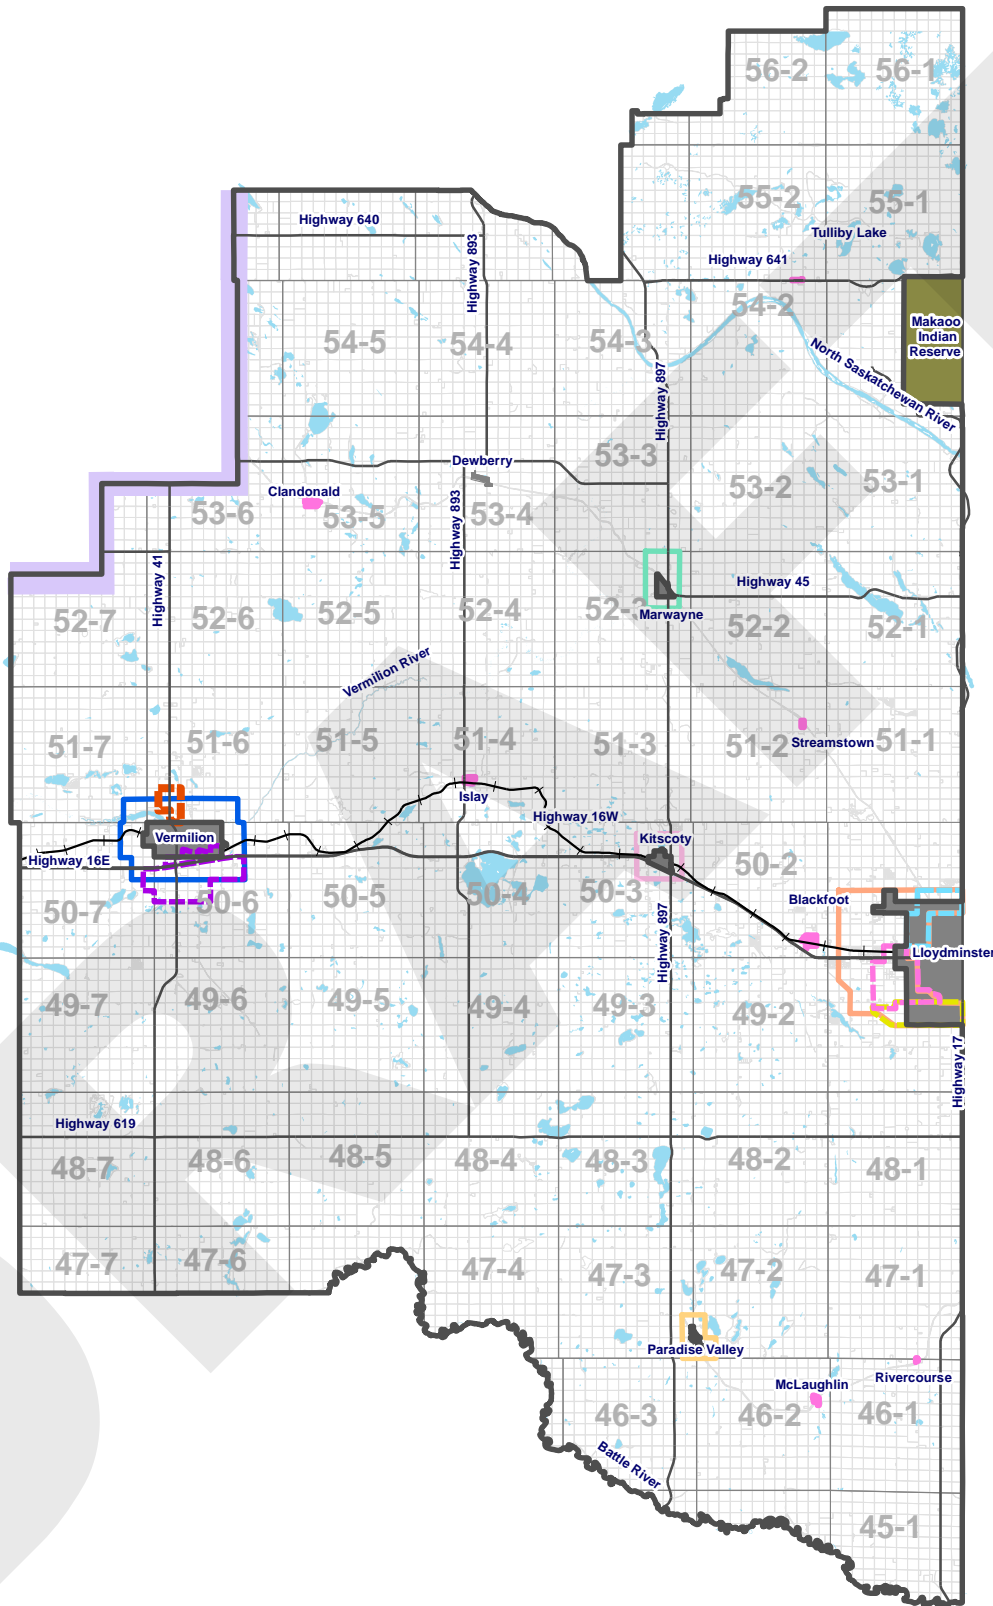 56-2
56-1
55-2
55-1
Tulliby Lake
Highway 640
Highway 893
Highway 641
54-2
Makaoo
Indian
Reserve
54-5
54-4
54-3
North Saskatchewan River
Highway 897
53-3
Dewberry
Clandonald
53-6
53-5
Highway 893
53-4
53-2
53-1
Highway 41
Highway 45
52-7
52-6
52-5
52-4
52-3
Marwayne
52-2
52-1
Vermilion River
51-7
51-6
51-5
51-4
51-3
51-2
Streamstown
51-1
Islay
Highway 16W
Vermilion
Kitscoty
Highway 16E
50-2
50-7
50-6
50-5
50-4
50-3
Blackfoot
Highway 897
Lloydminster
49-7
49-6
49-5
49-4
49-3
49-2
Highway 17
Highway 619
48-7
48-6
48-5
48-4
48-3
48-2
48-1
47-7
47-6
47-4
47-3
47-2
47-1
Paradise Valley
McLaughlin
Rivercourse
46-3
46-2
46-1
Battle River
45-1